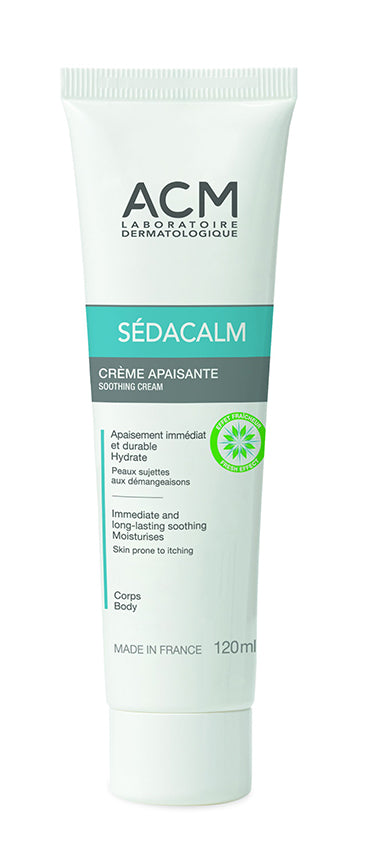 ACM
LABORATOIRE
DERMATOLOGIQUE
SÉDACALM
CRÈME APAISANTE
SOOTHING CREAM
EFFET FRAÎCHEUR
FRESH EFFECT
Apaisement immédiat
et durable
Hydrate
Peaux sujettes
aux démangeaisons
Immediate and
long-lasting soothing
Moisturises
Skin prone to itching
Corps
Body
MADE IN FRANCE 120ml